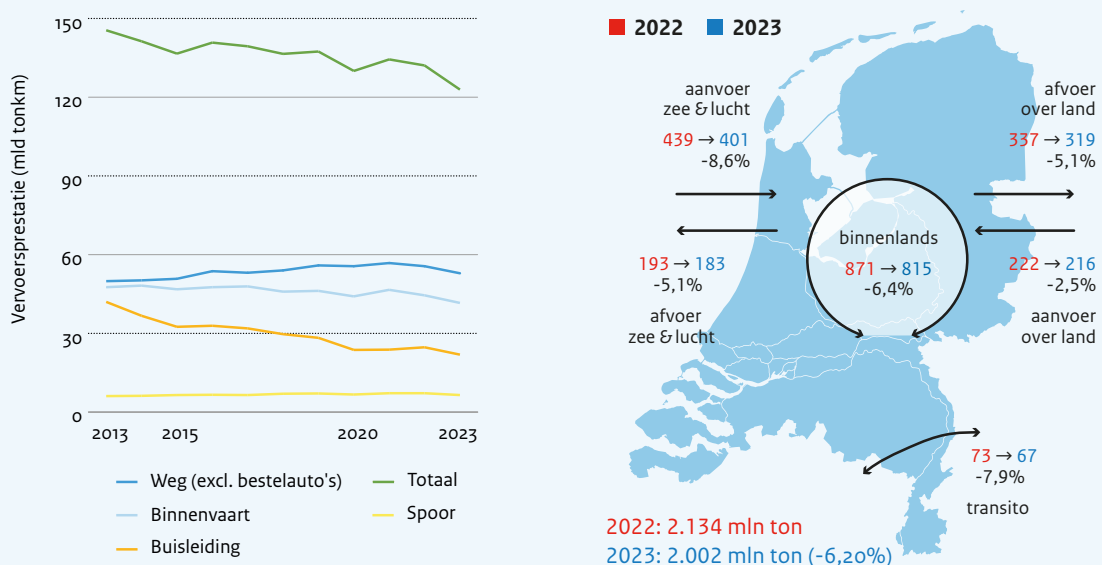 Vervoersprestatie (mld tonkm)
150
120
90
60
30
0
2013 2015 2020 2023
Weg (excl. bestelauto's)
Totaal
Binnenvaart
Spoor
Buisleiding
2022 2023
aanvoer
zee & lucht
439 → 401
-8,6%
afvoer
over land
337 → 319
-5,1%
binnenlands
871 → 815
-6,4%
193 → 183
-5,1%
afvoer
zee & lucht
222 → 216
-2,5%
aanvoer
over land
73 → 67
-7,9%
transito
2022: 2.134 mln ton
2023: 2.002 mln ton (-6,20%)